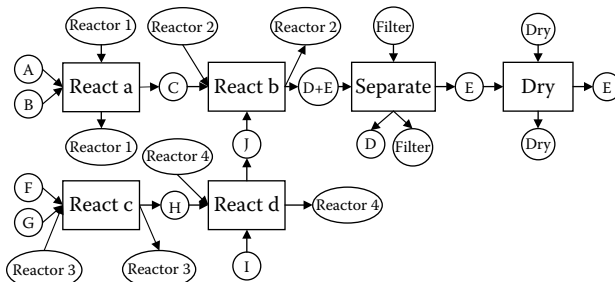 Reactor 1
Reactor 2
Reactor 2
Filter
Dry
A
B
React a
C
React b
D+E
Separate
E
Dry
E
Reactor 1
J
D
Filter
Dry
Reactor 4
F
G
React c
H
React d
Reactor 4
Reactor 3
Reactor 3
I